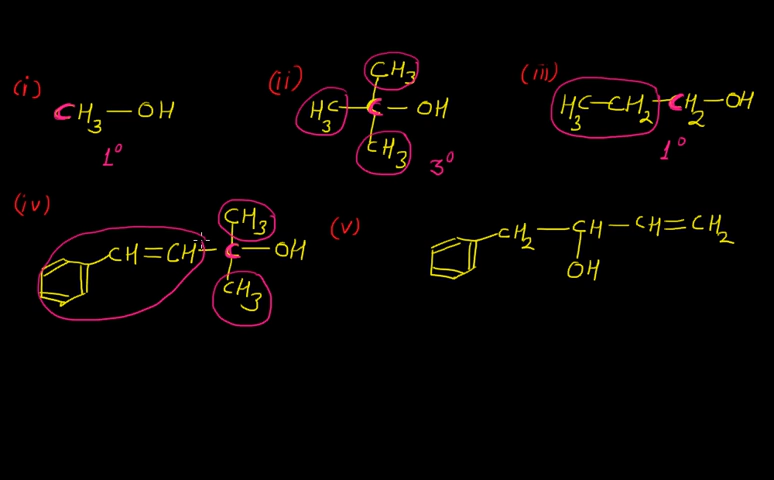 (i) CH3 — OH
1°
(ii) CH3
H3C — C — OH
CH3
3°
(iii) H3C — CH2 — CH2 — OH
1°
(iv) CH3
CH = CH — C — OH
CH3
(v) CH2 — CH — CH = CH2
OH